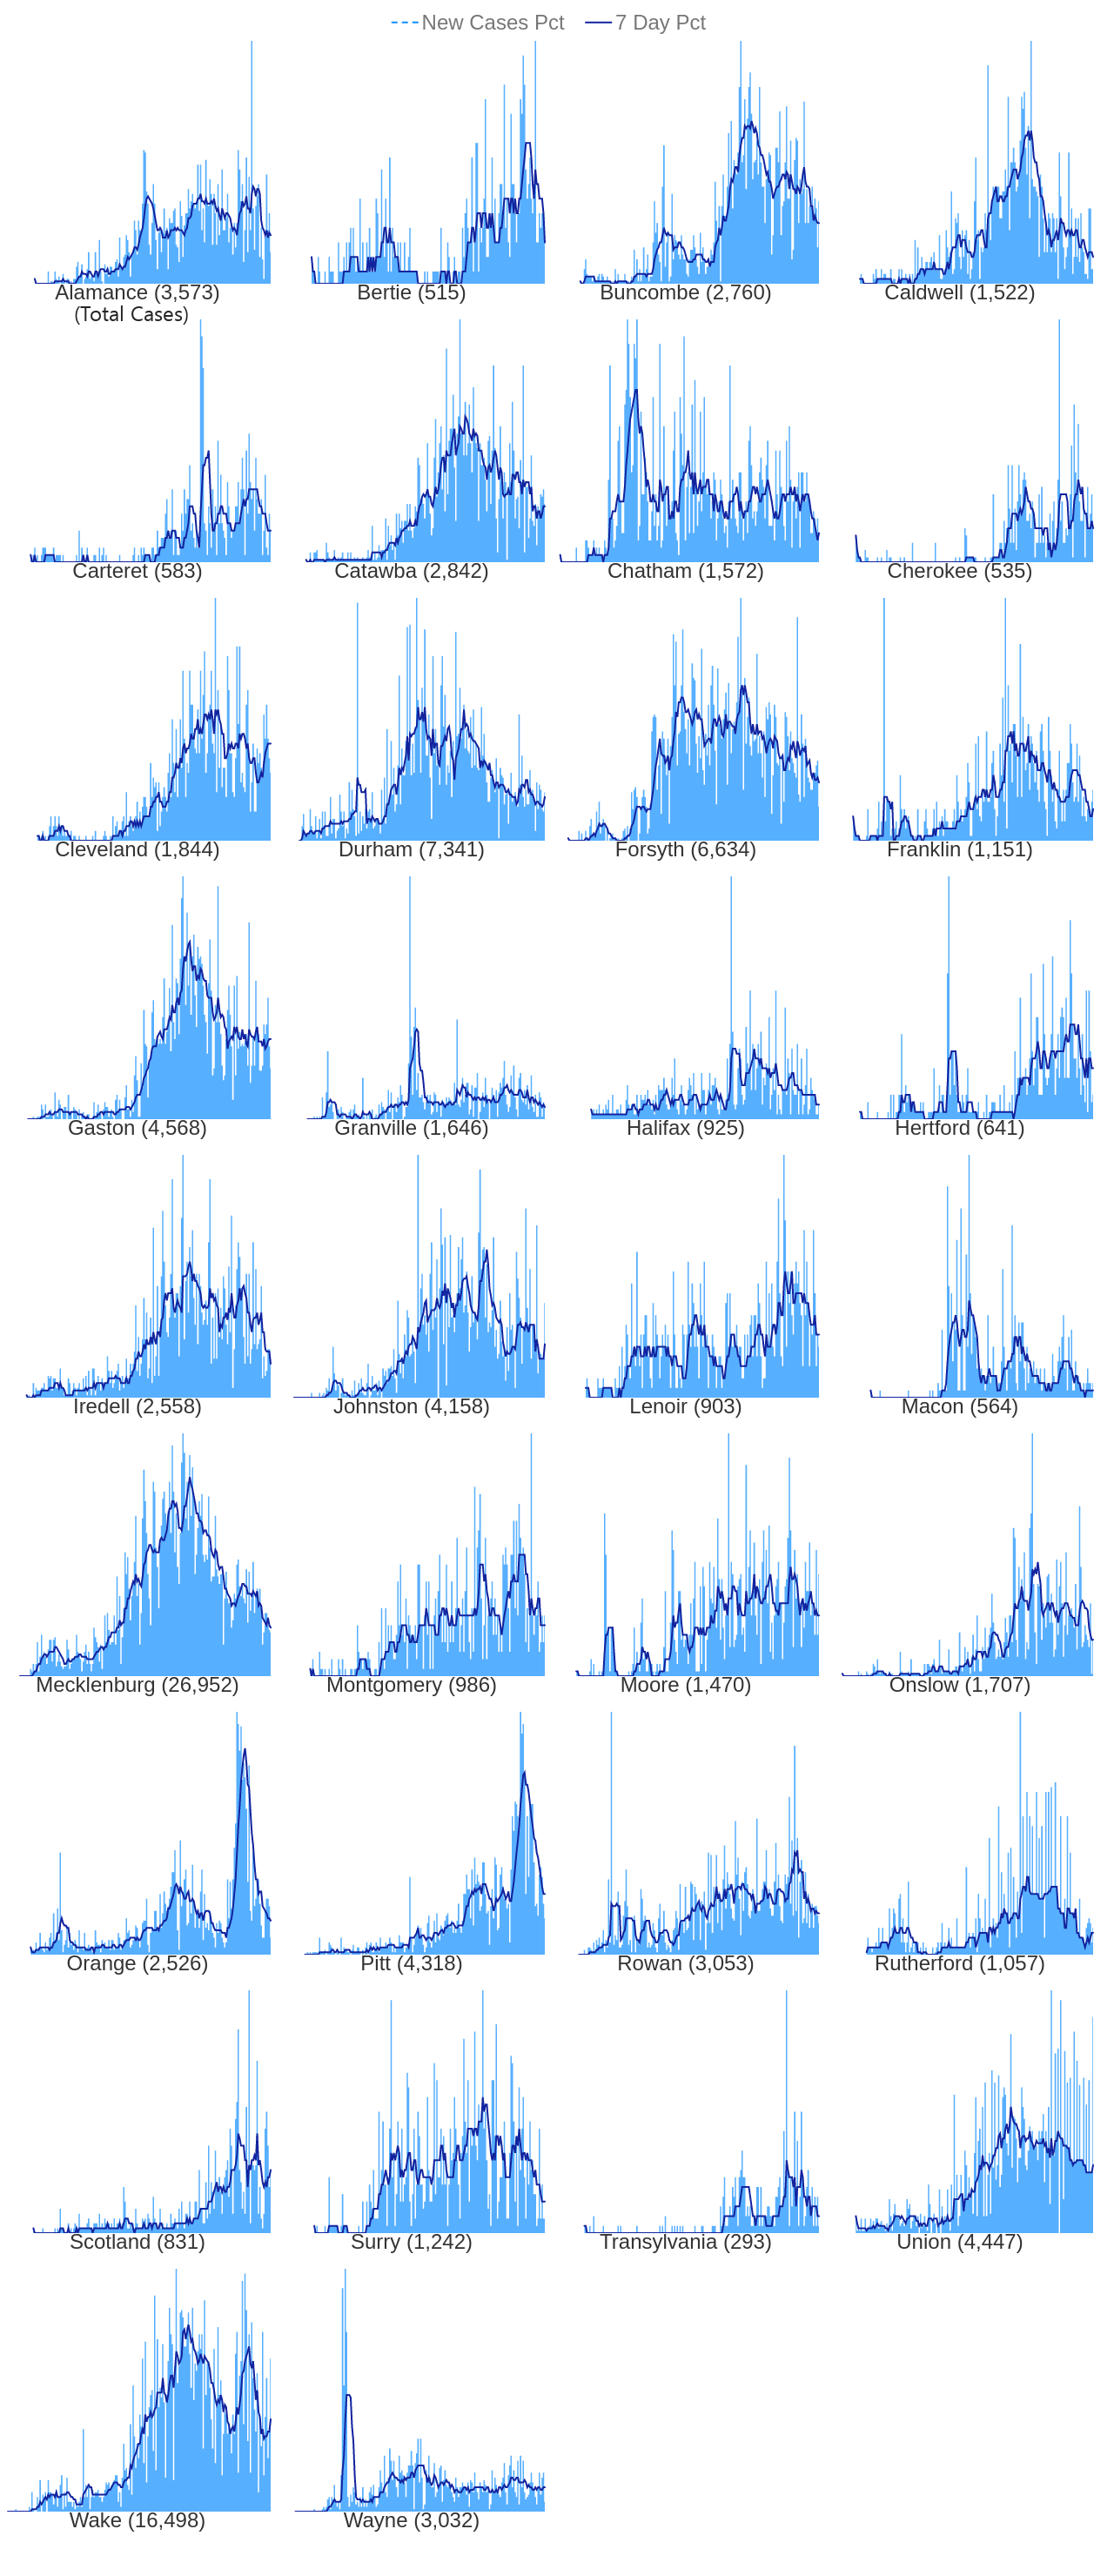 New Cases Pct 7 Day Pct
Alamance (3,573) Bertie (515) Buncombe (2,760) Caldwell (1,522)
(Total Cases)
Carteret (583) Catawba (2,842) Chatham (1,572) Cherokee (535)
Cleveland (1,844) Durham (7,341) Forsyth (6,634) Franklin (1,151)
Gaston (4,568) Granville (1,646) Halifax (925) Hertford (641)
Iredell (2,558) Johnston (4,158) Lenoir (903) Macon (564)
Mecklenburg (26,952) Montgomery (986) Moore (1,470) Onslow (1,707)
Orange (2,526) Pitt (4,318) Rowan (3,053) Rutherford (1,057)
Scotland (831) Surry (1,242) Transylvania (293) Union (4,447)
Wake (16,498) Wayne (3,032)